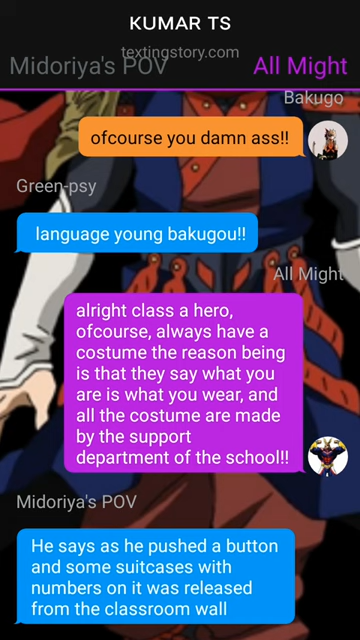 KUMAR TS
textingstory.com
Midoriya's POV
All Might
Bakugo
ofcourse you damn ass!!
Green-psy
language young bakugou!!
All Might
alright class a hero,
ofcourse, always have a
costume the reason being
is that they say what you
are is what you wear, and
all the costume are made
by the support
department of the school!!
Midoriya's POV
He says as he pushed a button
and some suitcases with
numbers on it was released
from the classroom wall